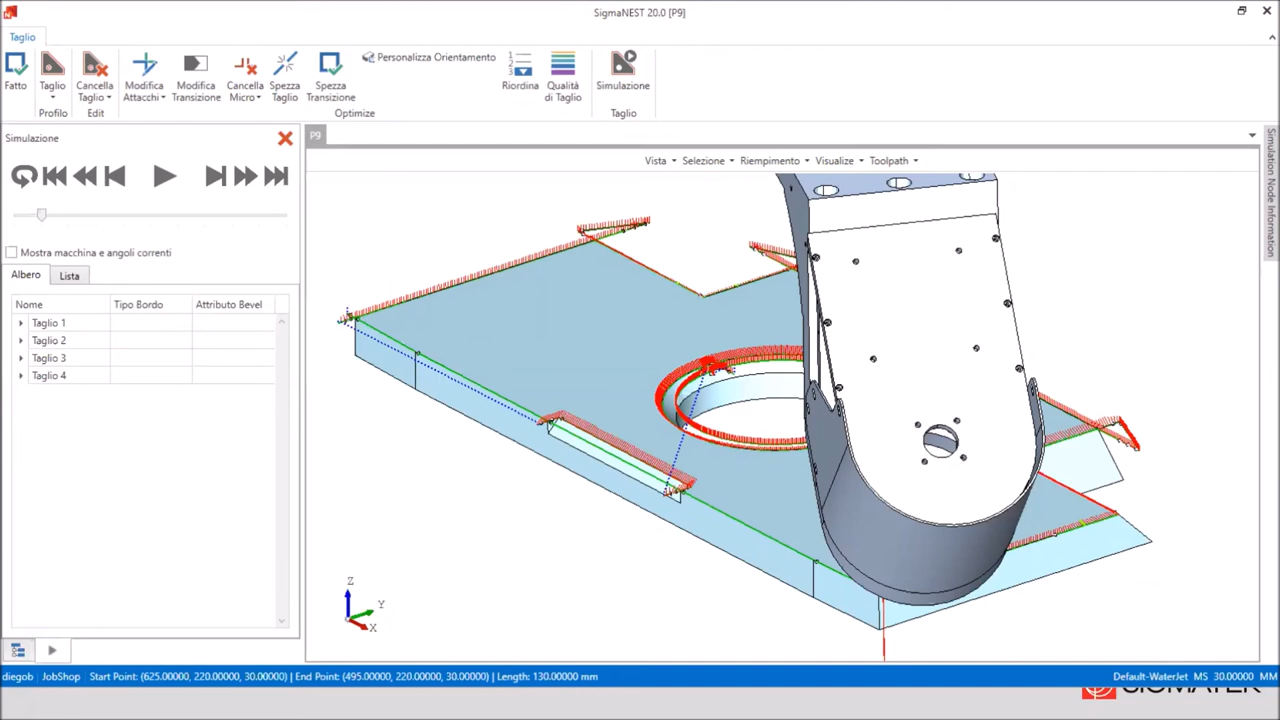 SigmaNEST 20.0 [P9]
Taglio
Fatto
Taglio
Cancella Taglio
Modifica Attacchi
Modifica Transizione
Cancella Micro
Spezza Taglio
Spezza Transizione
Personalizza Orientamento
1
2
3
Riordina
Qualità di Taglio
Simulazione
Profilo
Edit
Optimize
Taglio
Simulazione
P9
Vista
Selezione
Riempimento
Visualize
Toolpath
Simulation Node Information
Mostra macchina e angoli correnti
Albero
Lista
Nome
Tipo Bordo
Attributo Bevel
Taglio 1
Taglio 2
Taglio 3
Taglio 4
Z
Y
X
diegob
JobShop
Start Point: (625.00000, 220.00000, 30.00000) | End Point: (495.00000, 220.00000, 30.00000) | Length: 130.00000 mm
Default-WaterJet
MS
30.00000
MM